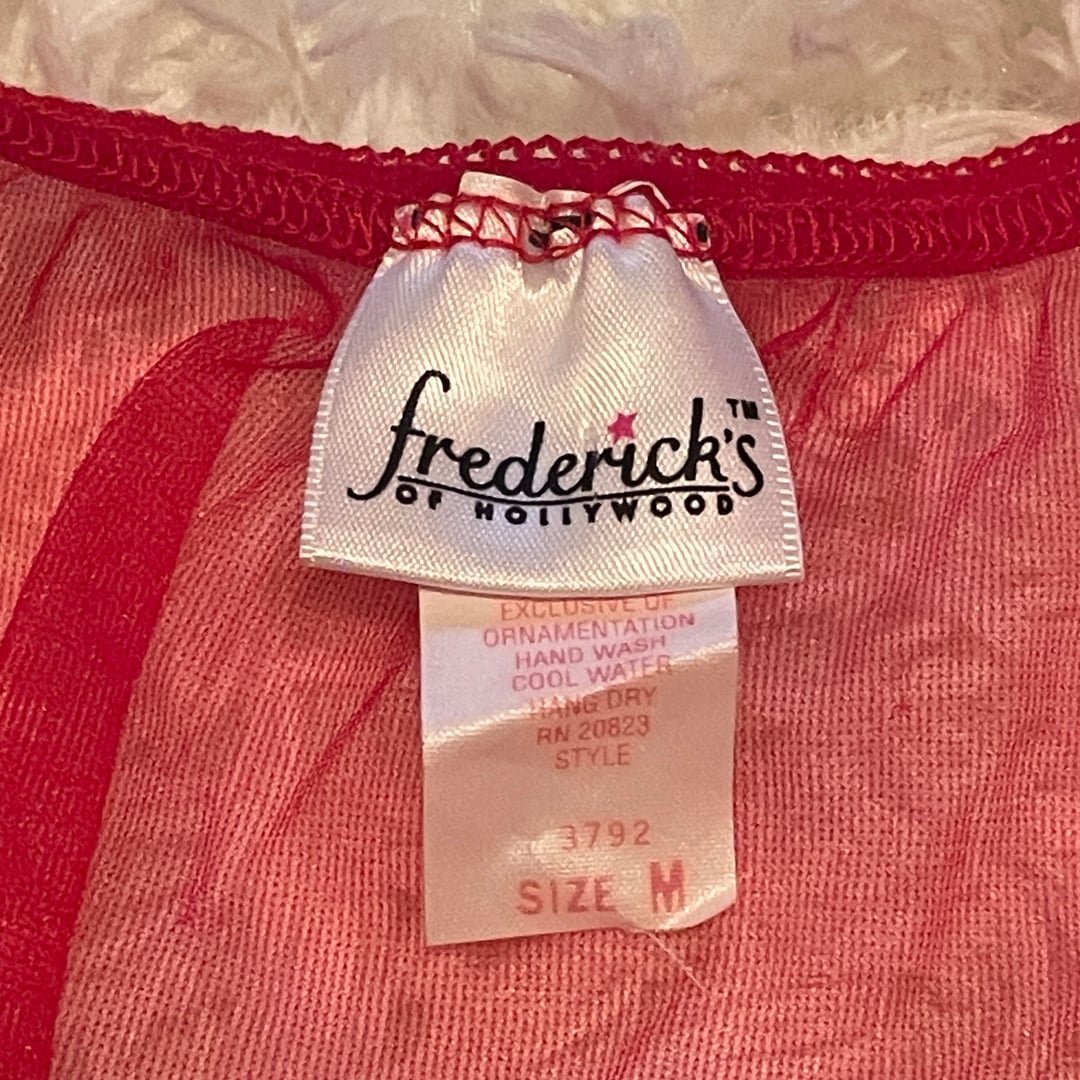 frederick's™
OF HOLLYWOOD
EXCLUSIVE OF
ORNAMENTATION
HAND WASH
COOL WATER
HANG DRY
RN 20823
STYLE
3792
SIZE M